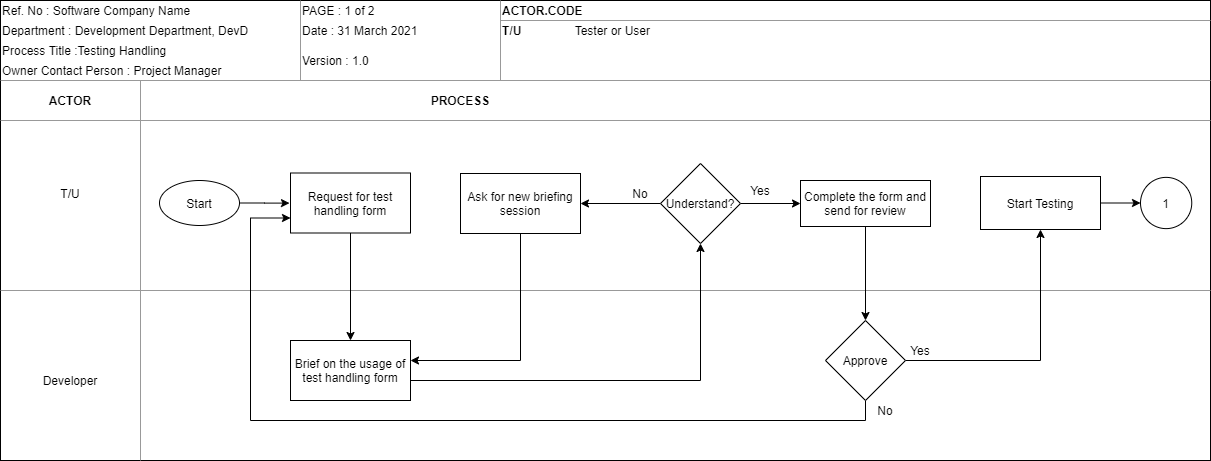 Ref. No : Software Company Name
Department : Development Department, DevD
Process Title :Testing Handling
Owner Contact Person : Project Manager
PAGE : 1 of 2
Date : 31 March 2021
Version : 1.0
ACTOR.CODE
T/U Tester or User
ACTOR
PROCESS
T/U
Start
Request for test
handling form
Ask for new briefing
session
No
Understand?
Yes
Complete the form and
send for review
Start Testing
1
Developer
Brief on the usage of
test handling form
Approve
Yes
No